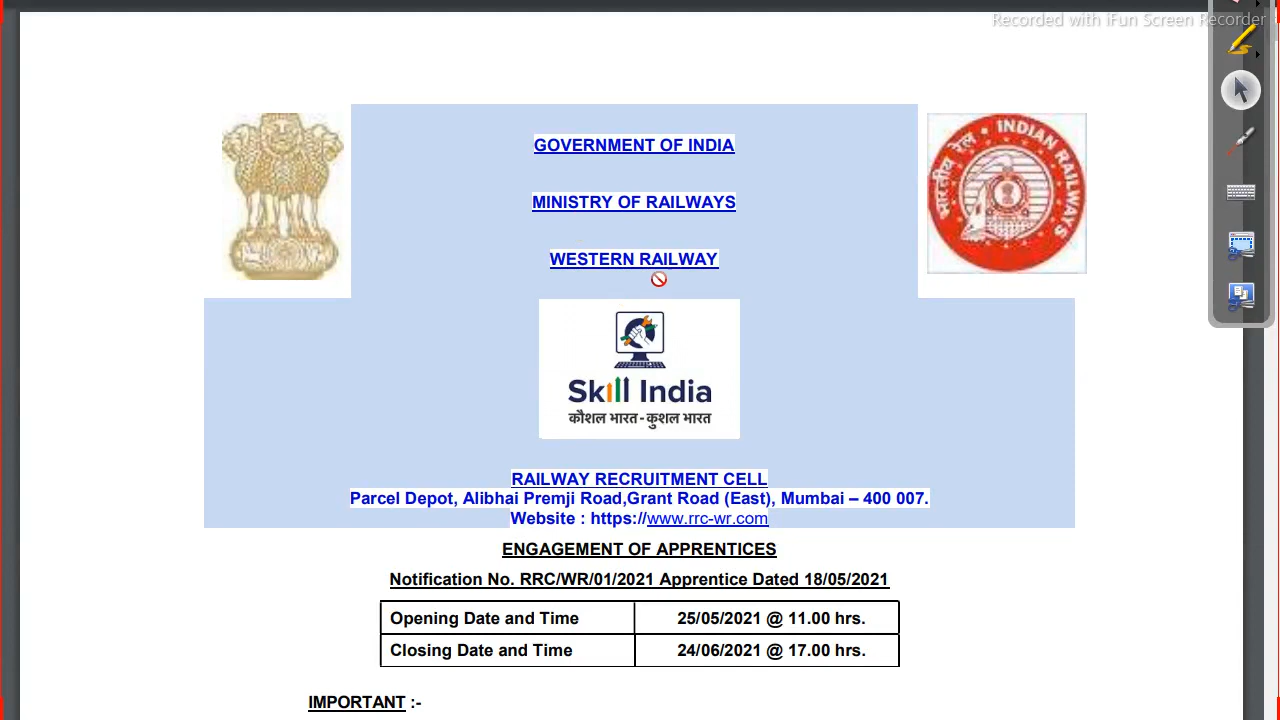 Recorded with iFun Screen Recorder
GOVERNMENT OF INDIA
MINISTRY OF RAILWAYS
WESTERN RAILWAY
भारतीय रेल • INDIAN RAILWAYS
Skill India
कौशल भारत-कुशल भारत
RAILWAY RECRUITMENT CELL
Parcel Depot, Alibhai Premji Road,Grant Road (East), Mumbai – 400 007.
Website : https://www.rrc-wr.com
ENGAGEMENT OF APPRENTICES
Notification No. RRC/WR/01/2021 Apprentice Dated 18/05/2021
Opening Date and Time 25/05/2021 @ 11.00 hrs.
Closing Date and Time 24/06/2021 @ 17.00 hrs.
IMPORTANT :-